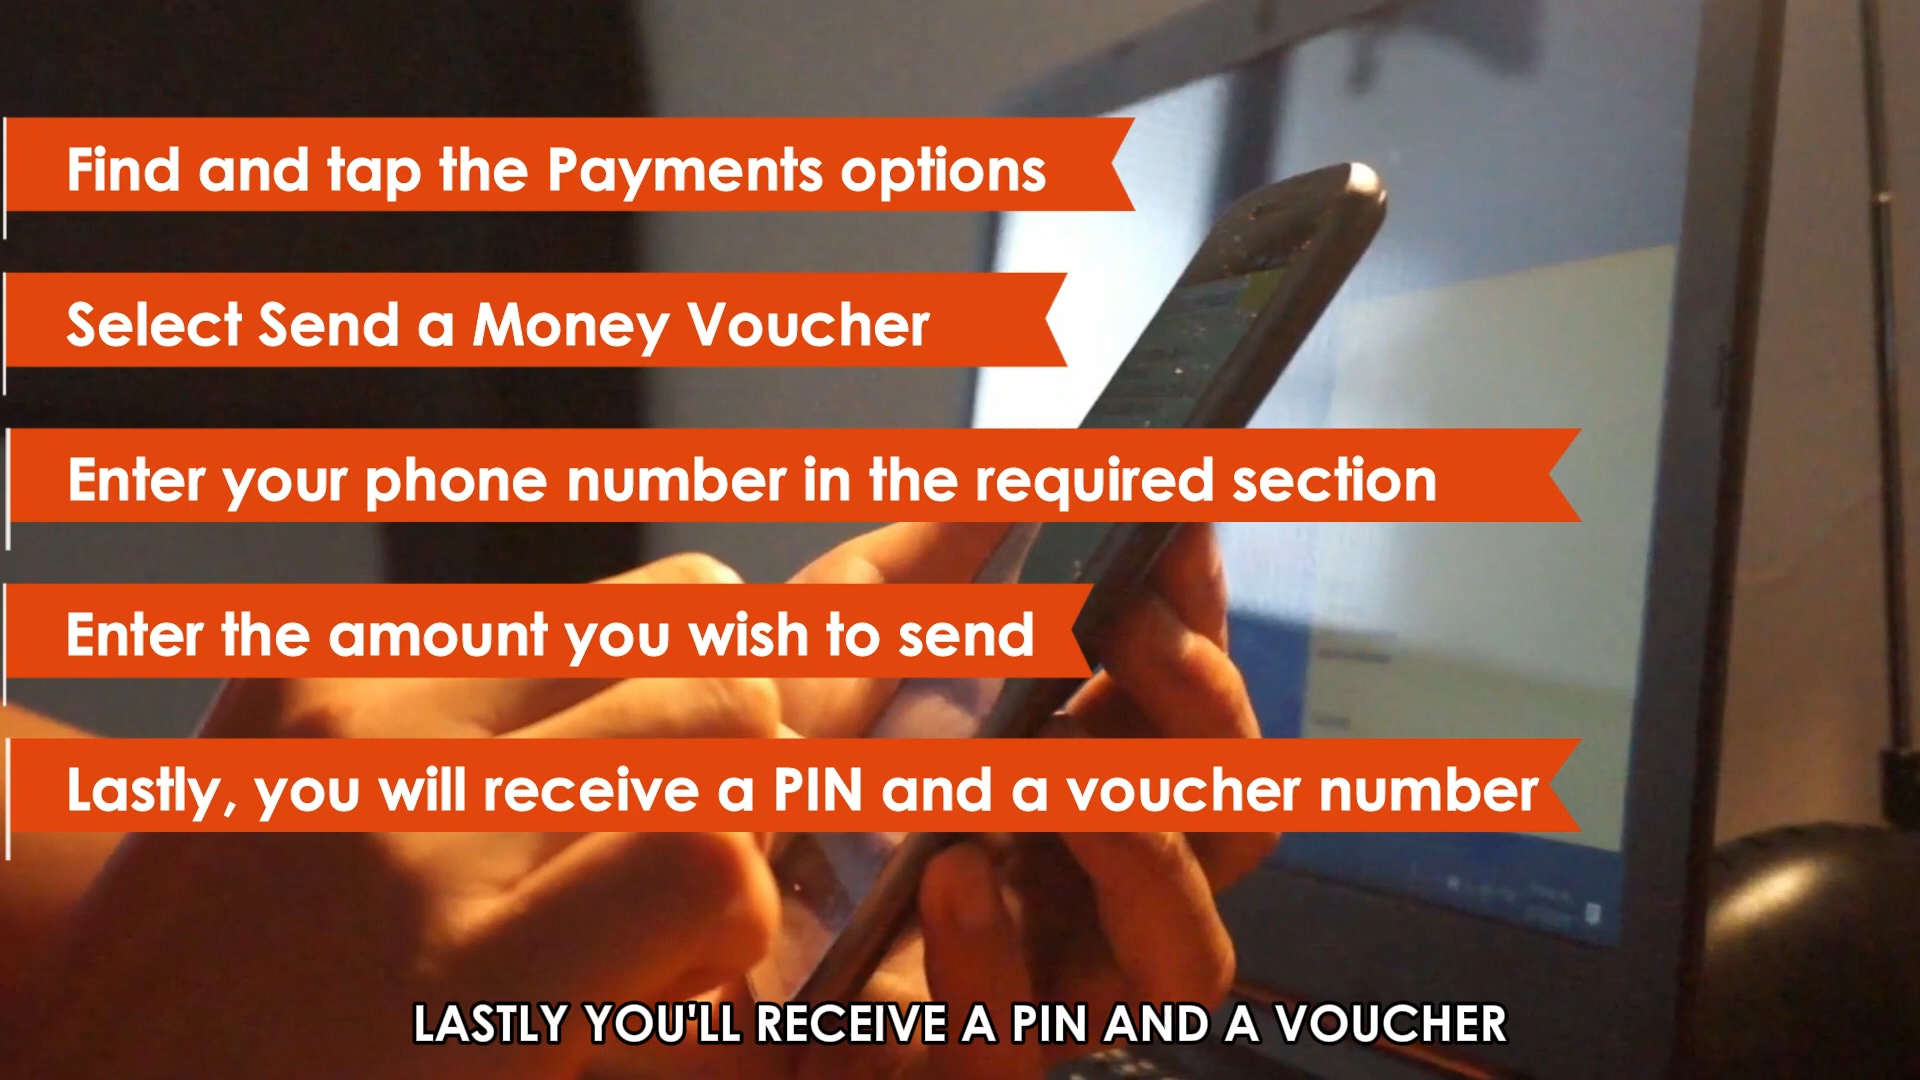 Find and tap the Payments options
Select Send a Money Voucher
Enter your phone number in the required section
Enter the amount you wish to send
Lastly, you will receive a PIN and a voucher number
LASTLY YOU'LL RECEIVE A PIN AND A VOUCHER